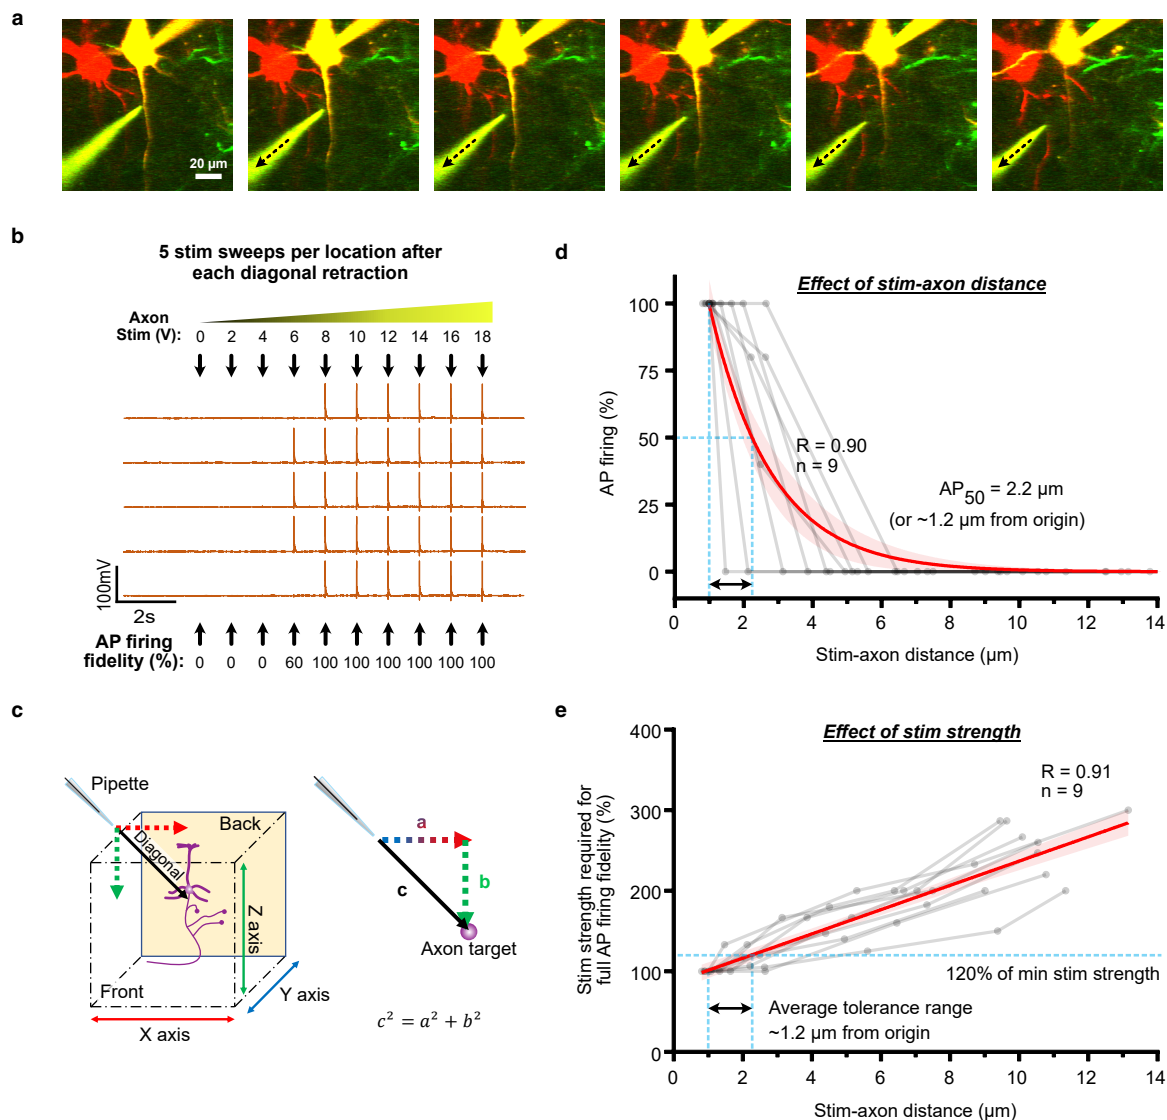 a
20 µm
b
5 stim sweeps per location after
each diagonal retraction
Axon
Stim (V): 0 2 4 6 8 10 12 14 16 18
100mV
2s
AP firing
fidelity (%): 0 0 0 60 100 100 100 100 100 100
c
Pipette
Back
Diagonal
Z axis
Front
Y axis
X axis
a
b
c
Axon target
c² = a² + b²
d
Effect of stim-axon distance
100
75
50
25
0
AP firing (%)
R = 0.90
n = 9
AP50 = 2.2 µm
(or ~1.2 µm from origin)
0 2 4 6 8 10 12 14
Stim-axon distance (µm)
e
Effect of stim strength
400
300
200
100
0
Stim strength required for
full AP firing fidelity (%)
R = 0.91
n = 9
120% of min stim strength
Average tolerance range
~1.2 µm from origin
0 2 4 6 8 10 12 14
Stim-axon distance (µm)